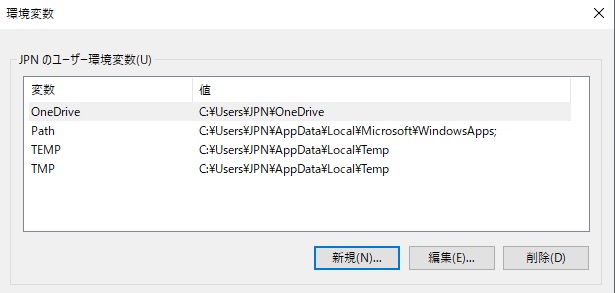 環境変数
JPN のユーザー環境変数(U)
変数 値
OneDrive C:¥Users¥JPN¥OneDrive
Path C:¥Users¥JPN¥AppData¥Local¥Microsoft¥WindowsApps;
TEMP C:¥Users¥JPN¥AppData¥Local¥Temp
TMP C:¥Users¥JPN¥AppData¥Local¥Temp
新規(N)... 編集(E)... 削除(D)